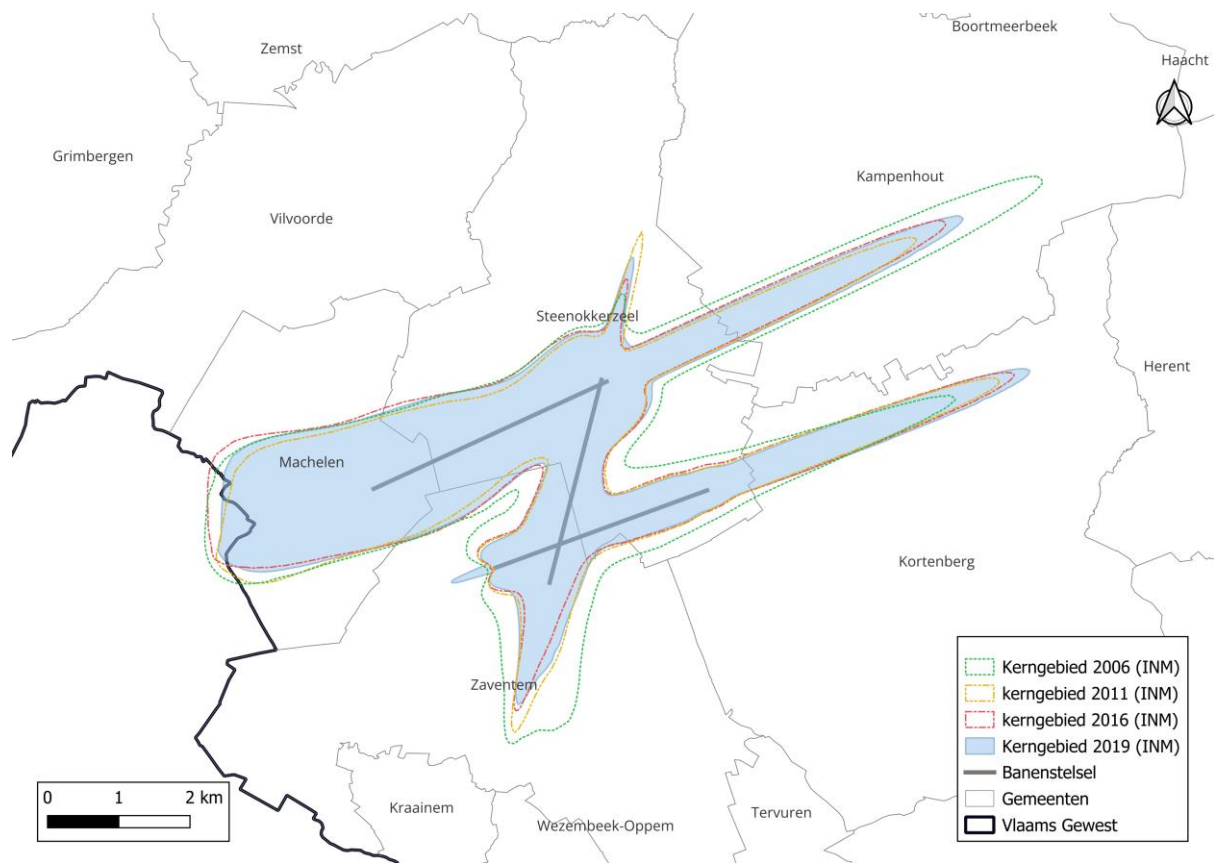 Boortmeerbeek
Zemst
Haacht
Grimbergen
Kampenhout
Vilvoorde
Steenokkerzeel
Herent
Machelen
Kortenberg
Zaventem
Kraainem
Wezembeek-Oppem
Tervuren
0 1 2 km
Kerngebied 2006 (INM)
kerngebied 2011 (INM)
kerngebied 2016 (INM)
Kerngebied 2019 (INM)
Banenstelsel
Gemeenten
Vlaams Gewest